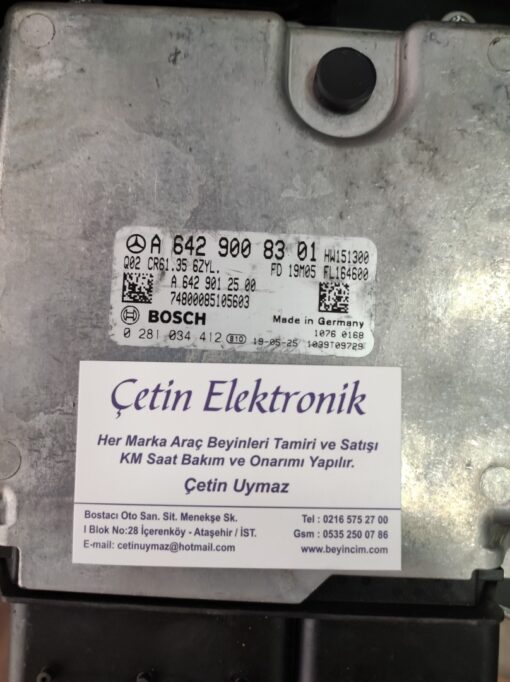 A 642 900 83 01 HW151300
Q02 CR61.35 6ZYL. FD 19M05 FL164600
A 642 901 25 00
74800085105603
BOSCH Made in Germany
1076 0168
0 281 034 412 B10 19-05-25 1039T09729
Çetin Elektronik
Her Marka Araç Beyinleri Tamiri ve Satışı
KM Saat Bakım ve Onarımı Yapılır.
Çetin Uymaz
Bostacı Oto San. Sit. Menekşe Sk. Tel : 0216 575 27 00
I Blok No:28 İçerenköy - Ataşehir / İST. Gsm : 0535 250 07 86
E-mail: cetinuymaz@hotmail.com www.beyincim.com